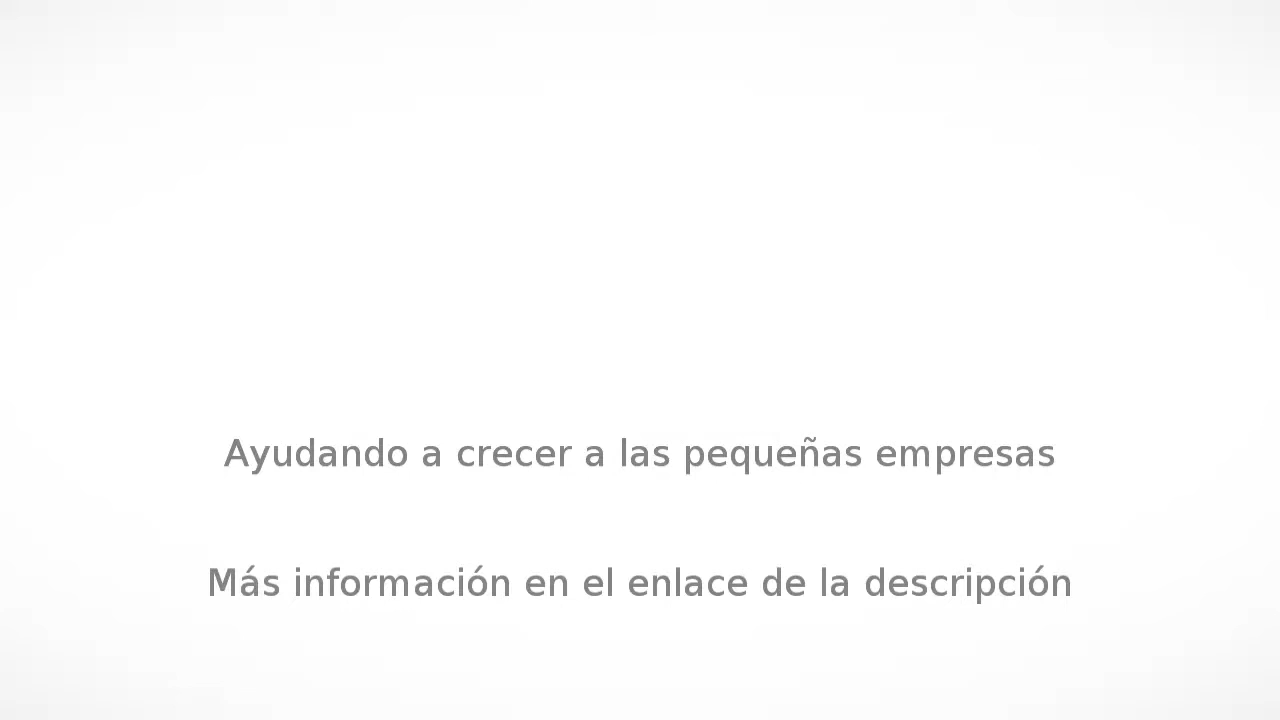 Ayudando a crecer a las pequeñas empresas
Más información en el enlace de la descripción